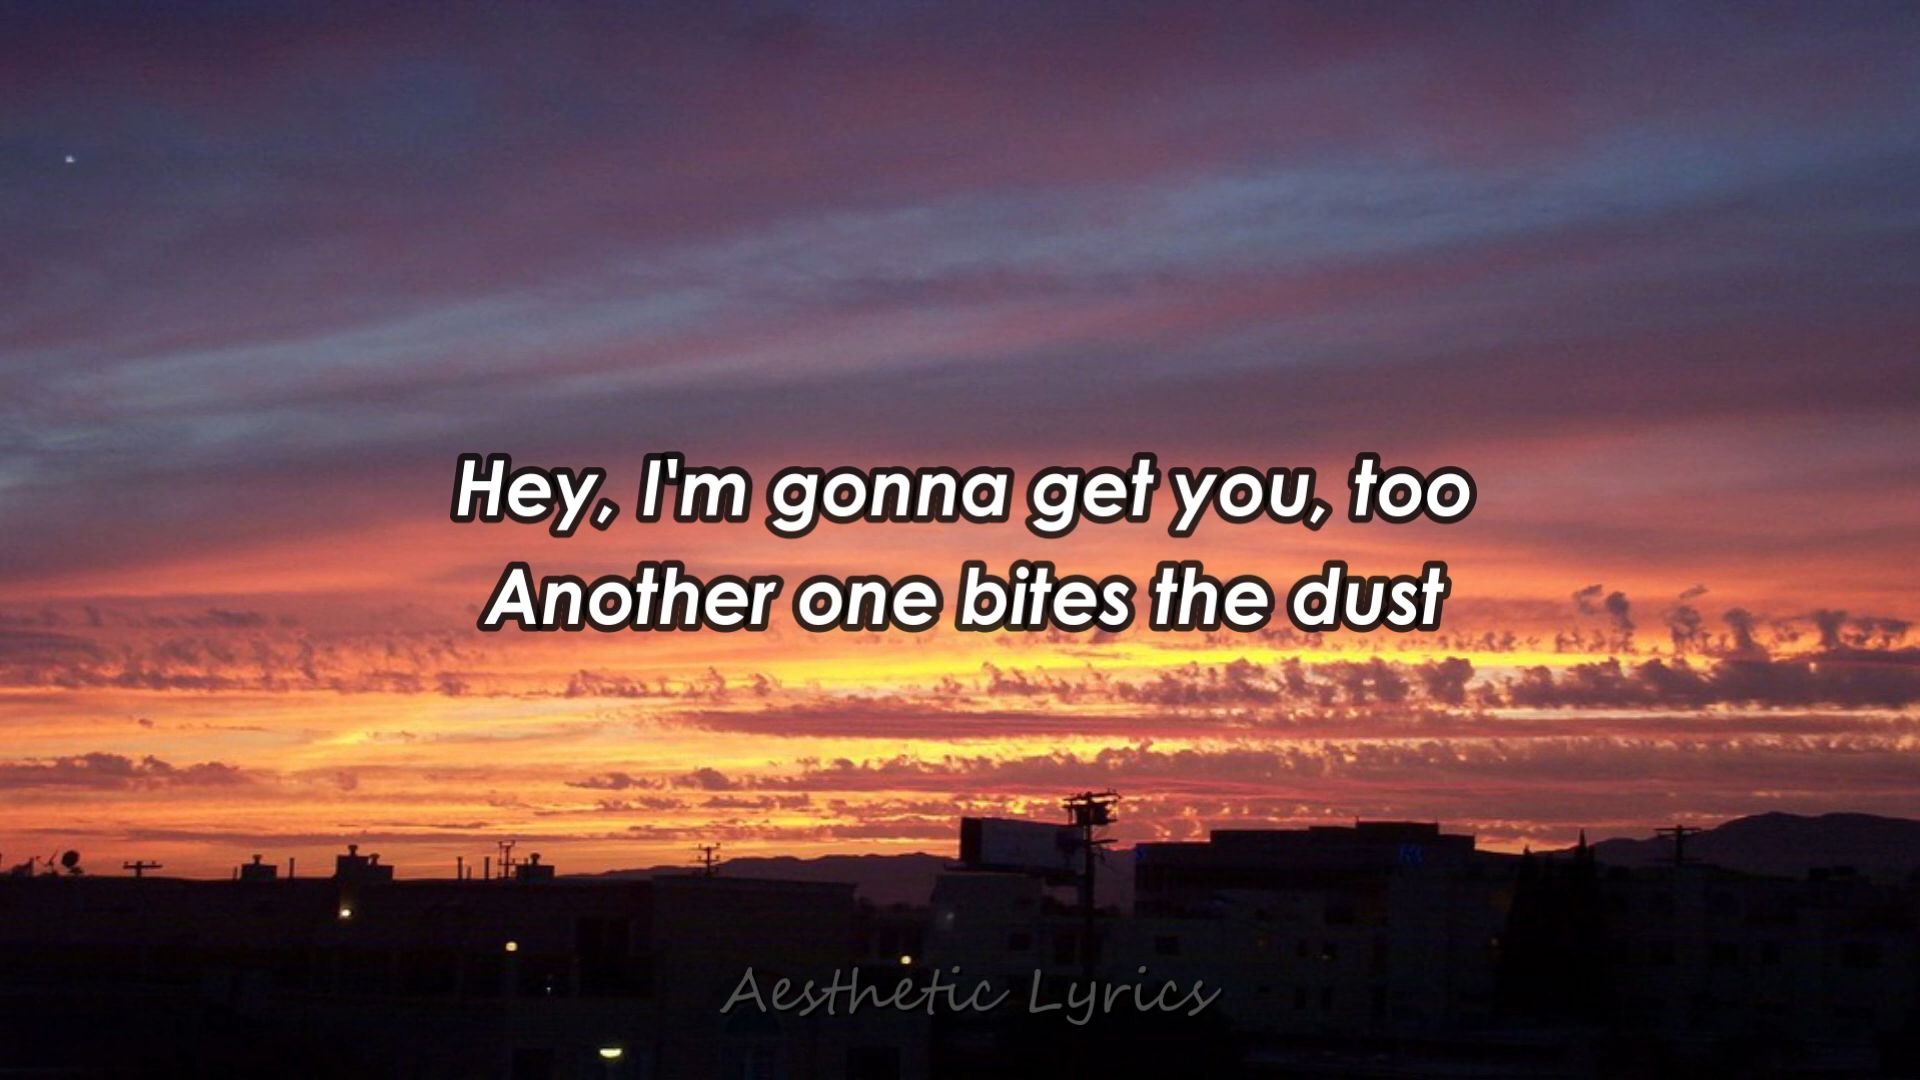 Hey, I'm gonna get you, too
Another one bites the dust
Aesthetic Lyrics